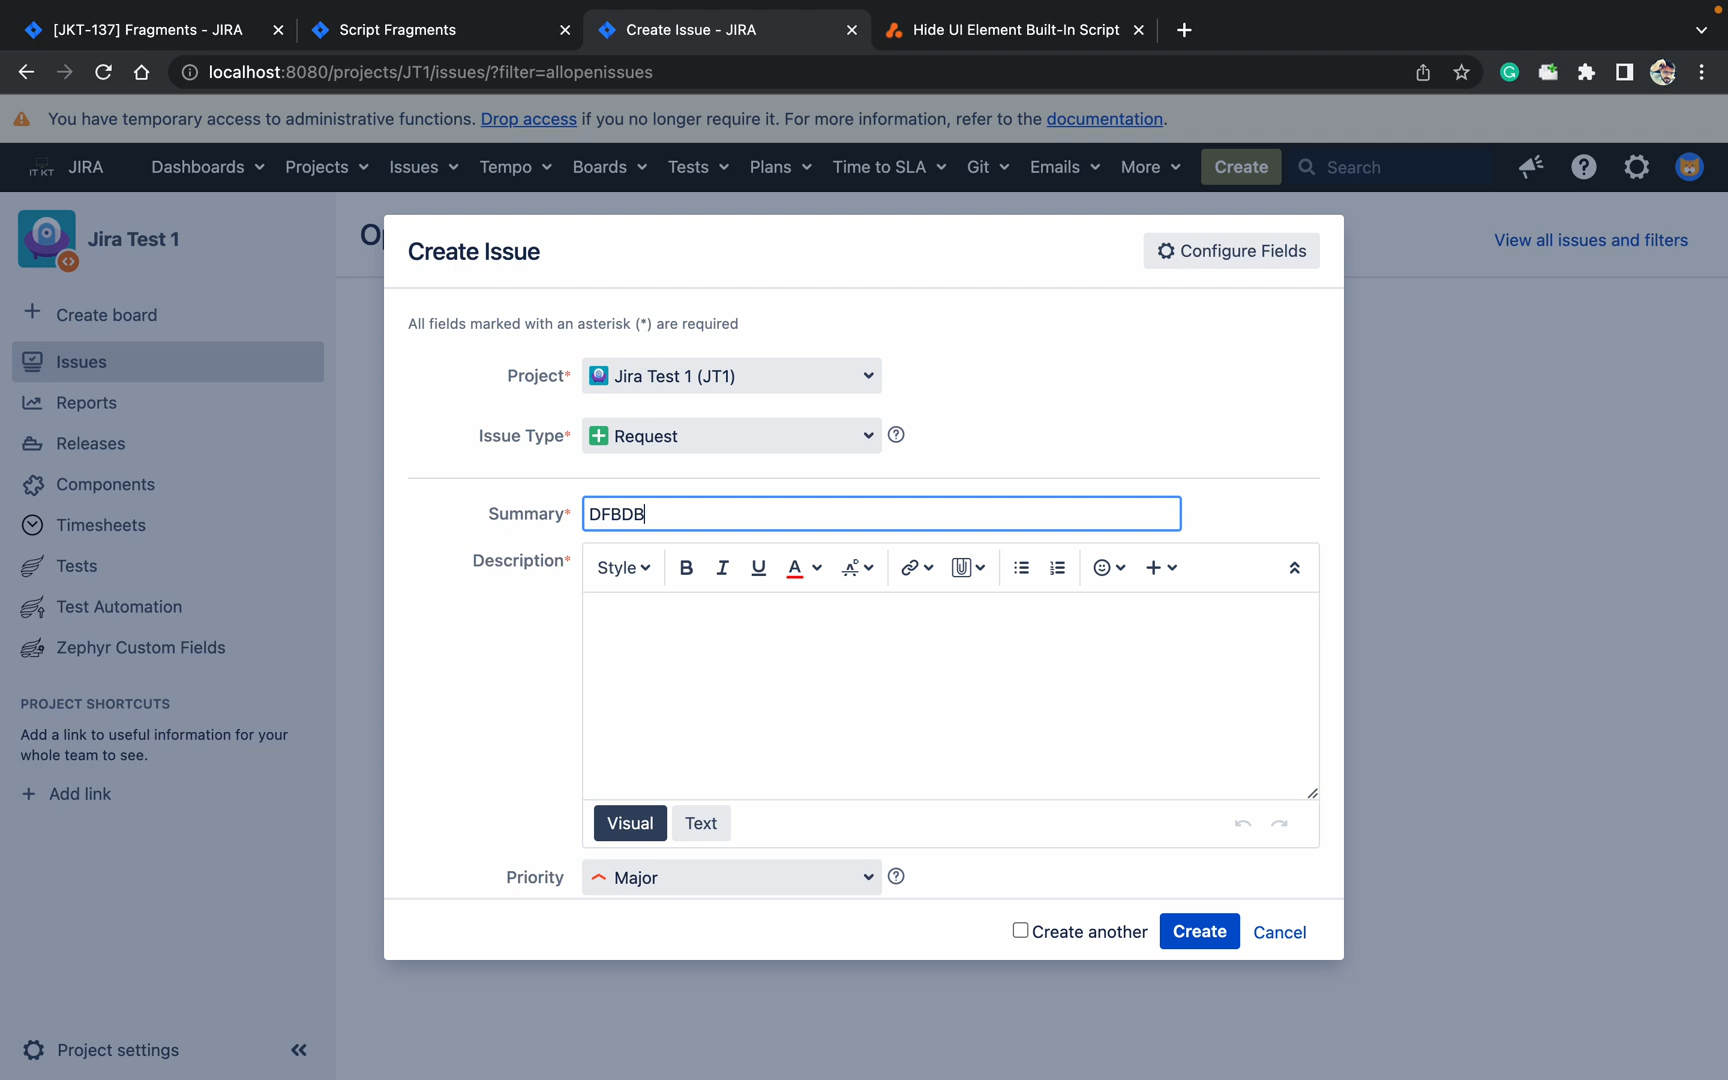 [JKT-137] Fragments - JIRA
Script Fragments
Create Issue - JIRA
Hide UI Element Built-In Script
localhost:8080/projects/JT1/issues/?filter=allopenissues
You have temporary access to administrative functions. Drop access if you no longer require it. For more information, refer to the documentation.
IT KT JIRA Dashboards Projects Issues Tempo Boards Tests Plans Time to SLA Git Emails More Create Search
Jira Test 1
View all issues and filters
Create board
Issues
Reports
Releases
Components
Timesheets
Tests
Test Automation
Zephyr Custom Fields
PROJECT SHORTCUTS
Add a link to useful information for your
whole team to see.
+ Add link
Project settings
Create Issue
Configure Fields
All fields marked with an asterisk (*) are required
Project* Jira Test 1 (JT1)
Issue Type* Request
Summary* DFBDB
Description* Style B I U A
Visual Text
Priority Major
Create another Create Cancel